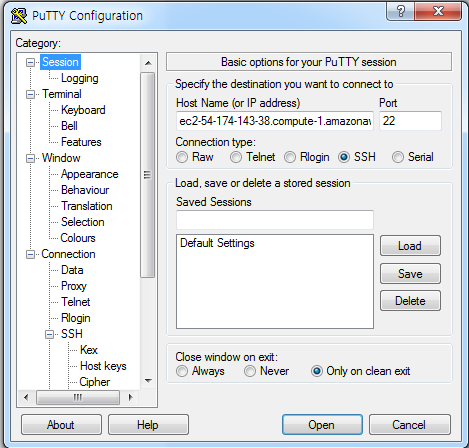 PuTTY Configuration
Category:
Session
Logging
Terminal
Keyboard
Bell
Features
Window
Appearance
Behaviour
Translation
Selection
Colours
Connection
Data
Proxy
Telnet
Rlogin
SSH
Kex
Host keys
Cipher
Basic options for your PuTTY session
Specify the destination you want to connect to
Host Name (or IP address) Port
ec2-54-174-143-38.compute-1.amazonav 22
Connection type:
Raw Telnet Rlogin SSH Serial
Load, save or delete a stored session
Saved Sessions
Default Settings
Load
Save
Delete
Close window on exit:
Always Never Only on clean exit
About Help Open Cancel